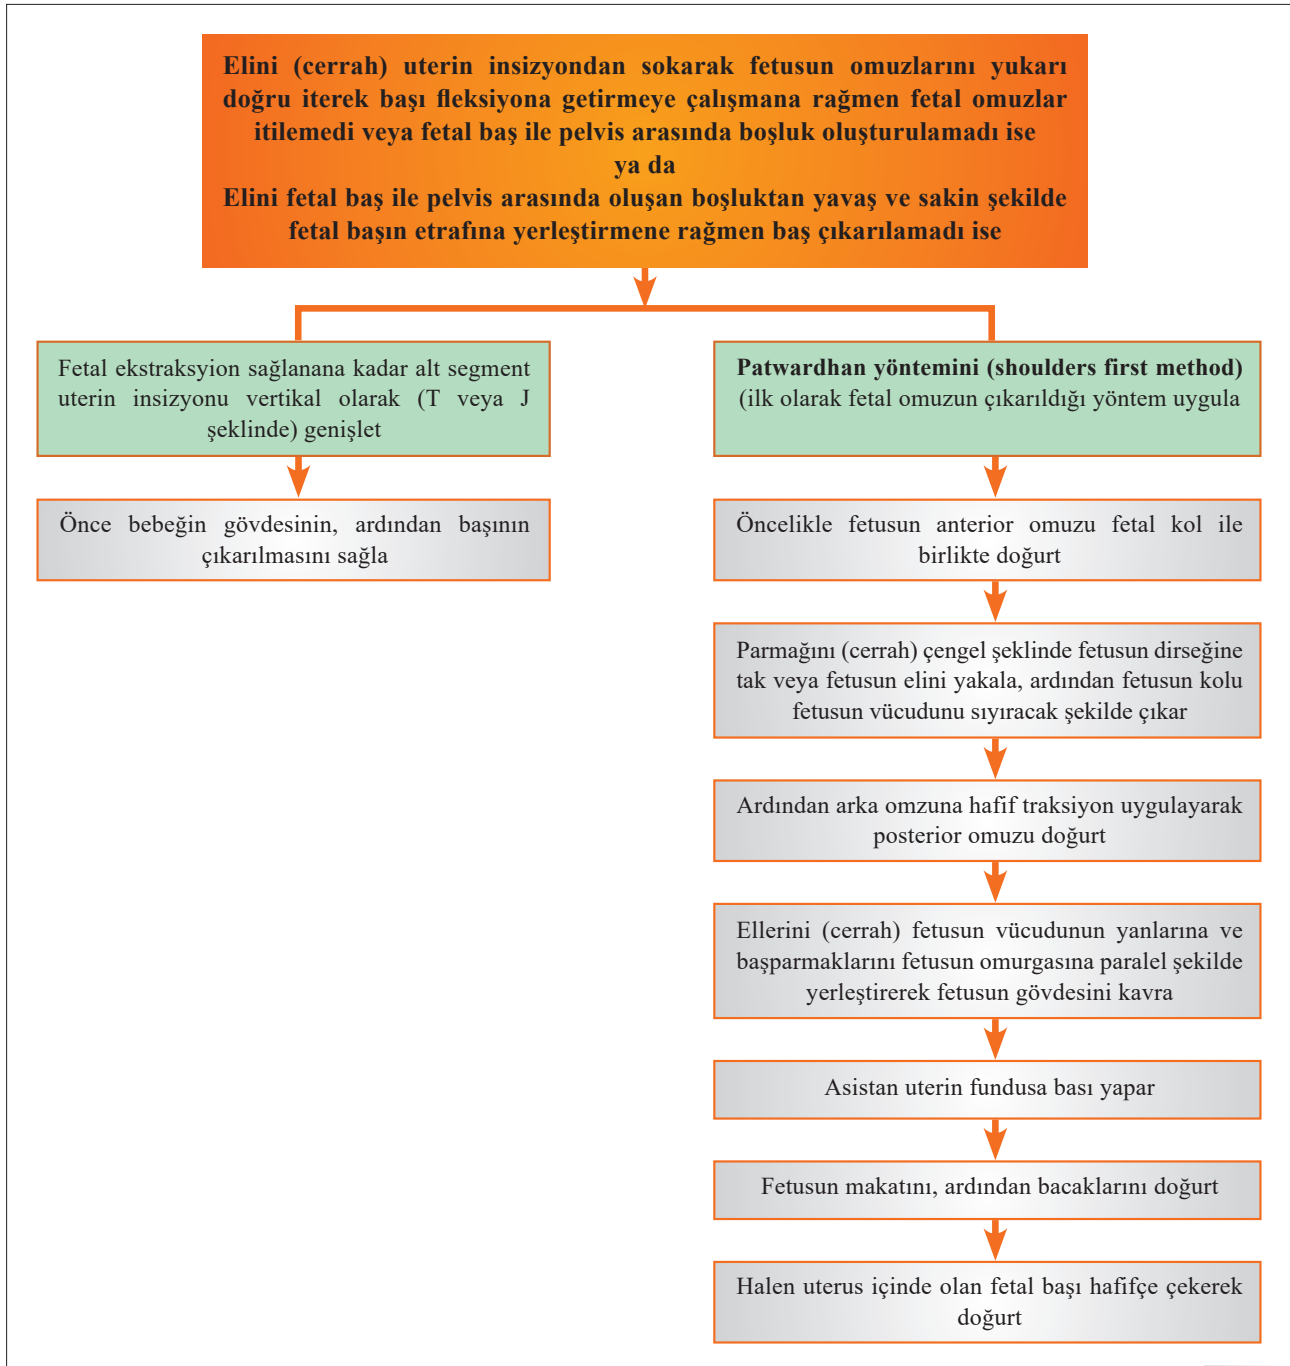 Elini (cerrah) uterin insizyondan sokarak fetusun omuzlarını yukarı
doğru iterek başı fleksiyona getirmeye çalışmana rağmen fetal omuzlar
itilemedi veya fetal baş ile pelvis arasında boşluk oluşturulamadı ise
ya da
Elini fetal baş ile pelvis arasında oluşan boşluktan yavaş ve sakin şekilde
fetal başın etrafına yerleştirmene rağmen baş çıkarılamadı ise
Fetal ekstraksyion sağlanana kadar alt segment
uterin insizyonu vertikal olarak (T veya J
şeklinde) genişlet
Önce bebeğin gövdesinin, ardından başının
çıkarılmasını sağla
Patwardhan yöntemini (shoulders first method)
(ilk olarak fetal omuzun çıkarıldığı yöntem uygula
Öncelikle fetusun anterior omuzu fetal kol ile
birlikte doğurt
Parmağını (cerrah) çengel şeklinde fetusun dirseğine
tak veya fetusun elini yakala, ardından fetusun kolu
fetusun vücudunu sıyıracak şekilde çıkar
Ardından arka omzuna hafif traksiyon uygulayarak
posterior omuzu doğurt
Ellerini (cerrah) fetusun vücudunun yanlarına ve
başparmaklarını fetusun omurgasına paralel şekilde
yerleştirerek fetusun gövdesini kavra
Asistan uterin fundusa bası yapar
Fetusun makatını, ardından bacaklarını doğurt
Halen uterus içinde olan fetal başı hafifçe çekerek
doğurt